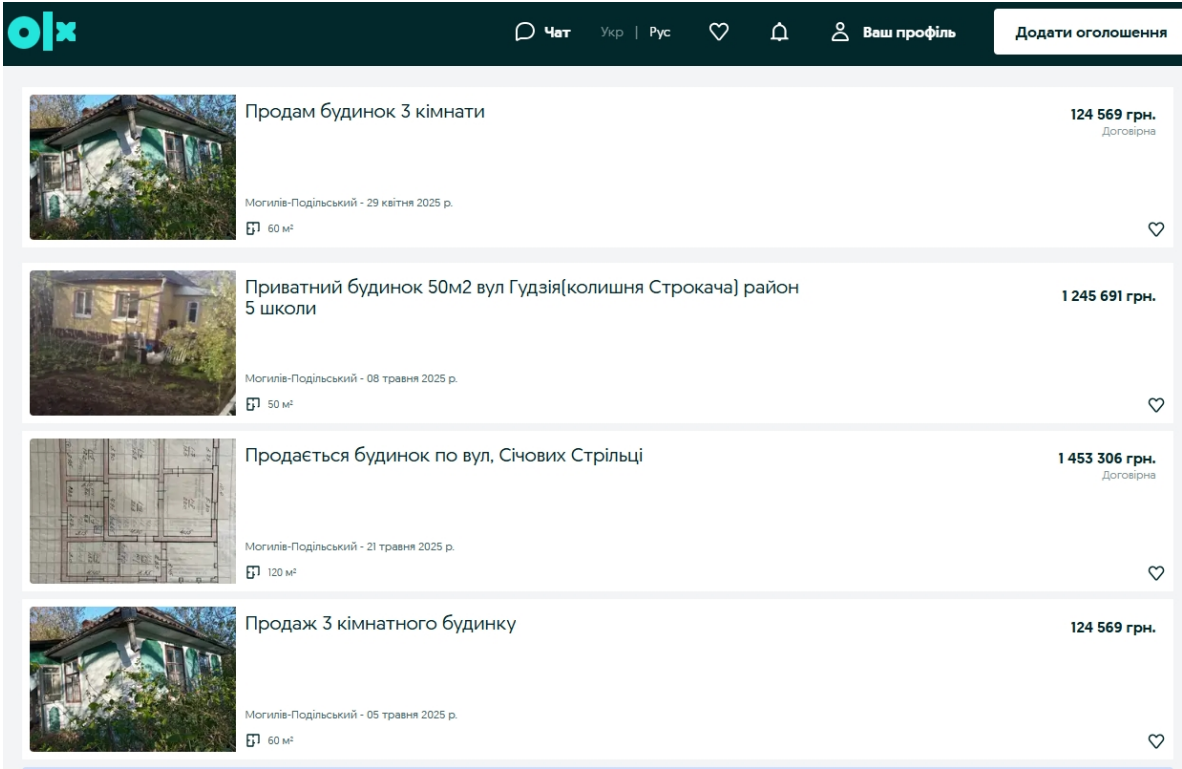 olx
Чат Укр | Рус Ваш профіль Додати оголошення
Продам будинок 3 кімнати
124 569 грн.
Договірна
Могилів-Подільський - 29 квітня 2025 р.
60 м²
Приватний будинок 50м2 вул Гудзія(колишня Строкача) район
5 школи
1 245 691 грн.
Могилів-Подільський - 08 травня 2025 р.
50 м²
Продається будинок по вул, Січових Стрільці
1 453 306 грн.
Договірна
Могилів-Подільський - 21 травня 2025 р.
120 м²
Продаж 3 кімнатного будинку
124 569 грн.
Могилів-Подільський - 05 травня 2025 р.
60 м²